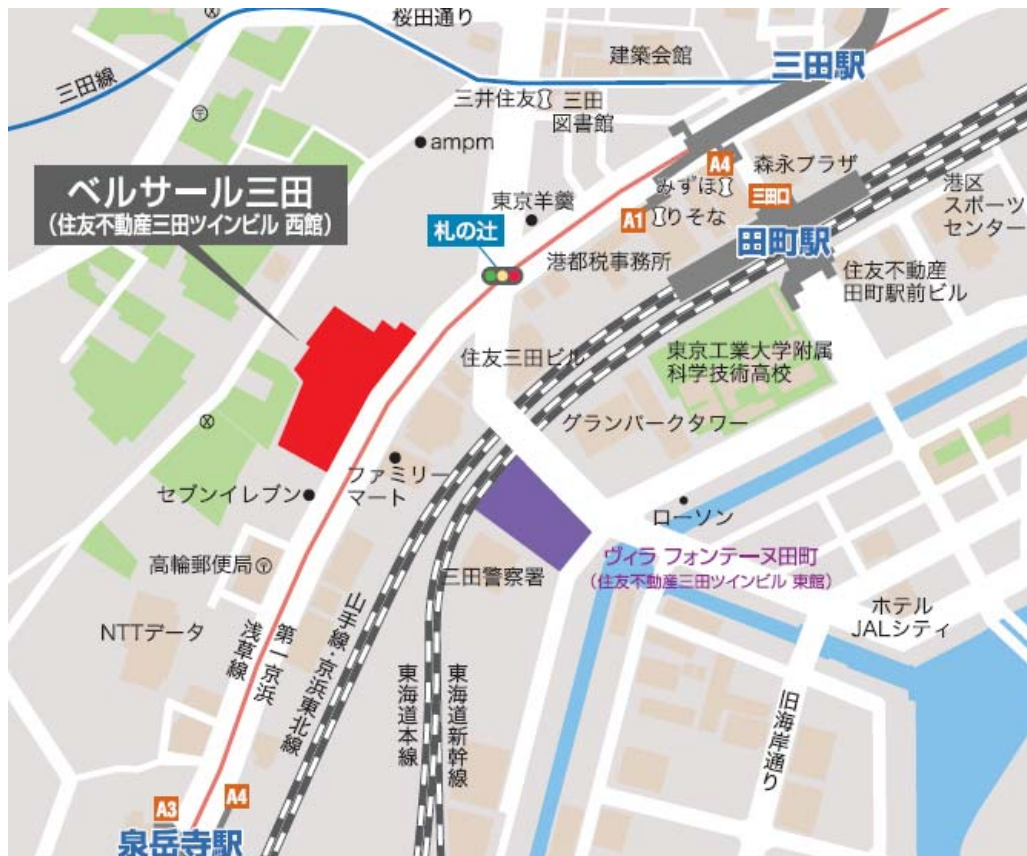 桜田通り
三田線
建築会館
三田駅
三井住友
三田
図書館
ampm
ベルサール三田
（住友不動産三田ツインビル 西館）
A4
森永プラザ
みずほ
三田口
東京羊羹
A1
りそな
港区
スポーツ
センター
札の辻
田町駅
港都税事務所
住友不動産
田町駅前ビル
住友三田ビル
東京工業大学附属
科学技術高校
グランパークタワー
ファミリー
マート
セブンイレブン
ローソン
高輪郵便局
三田警察署
ヴィラ フォンテーヌ田町
（住友不動産三田ツインビル 東館）
ホテル
JALシティ
NTTデータ
浅草線
第一京浜
山手線・京浜東北線
東海道本線
東海道新幹線
旧海岸通り
A3
A4
泉岳寺駅